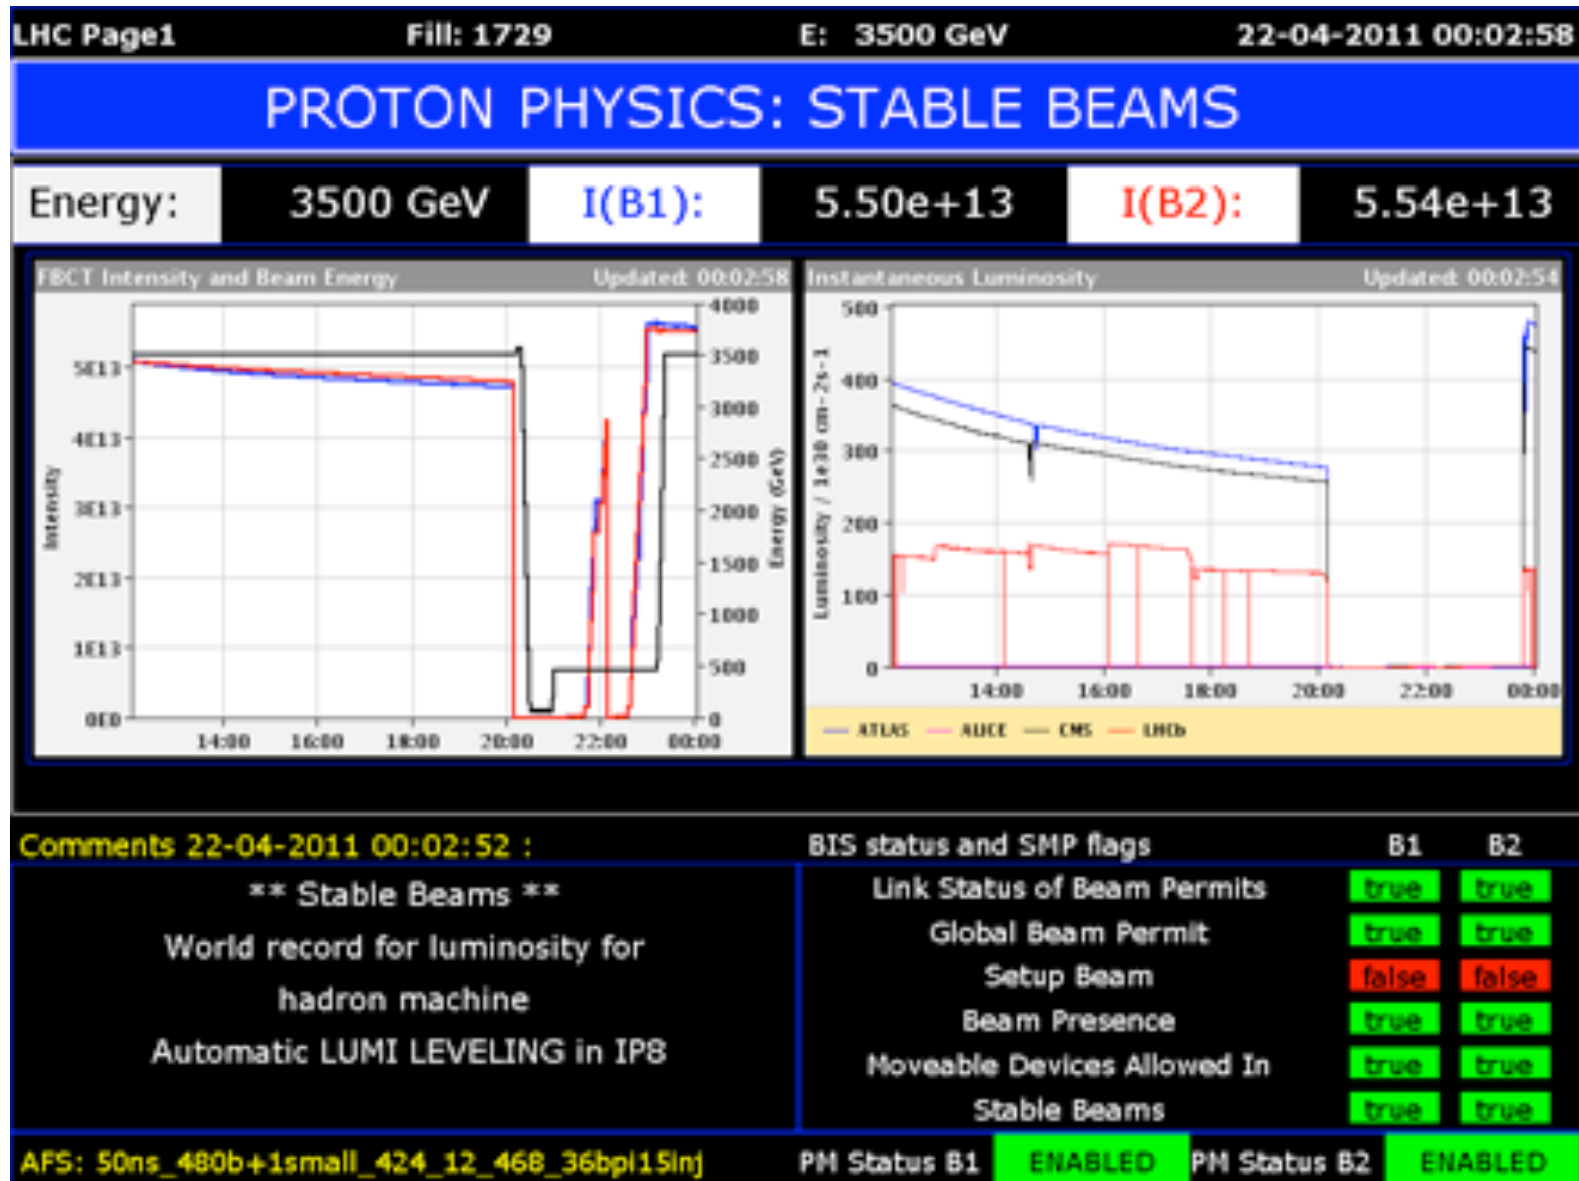 LHC Page1 Fill: 1729 E: 3500 GeV 22-04-2011 00:02:58
PROTON PHYSICS: STABLE BEAMS
Energy: 3500 GeV I(B1): 5.50e+13 I(B2): 5.54e+13
FBCT Intensity and Beam Energy Updated: 00:02:58
Intensity
5E13
4E13
3E13
2E13
1E13
0E0
4000
3500
3000
2500
2000
1500
1000
500
0
Energy (GeV)
14:00 16:00 18:00 20:00 22:00 00:00
Instantaneous Luminosity Updated: 00:02:54
Luminosity / 1e30 cm-2s-1
500
400
300
200
100
0
14:00 16:00 18:00 20:00 22:00 00:00
ATLAS ALICE CMS LHCb
Comments 22-04-2011 00:02:52 :
** Stable Beams **
World record for luminosity for
hadron machine
Automatic LUMI LEVELING in IP8
BIS status and SMP flags B1 B2
Link Status of Beam Permits true true
Global Beam Permit true true
Setup Beam false false
Beam Presence true true
Moveable Devices Allowed In true true
Stable Beams true true
AFS: 50ns_480b+1small_424_12_468_36bpi15inj PM Status B1 ENABLED PM Status B2 ENABLED